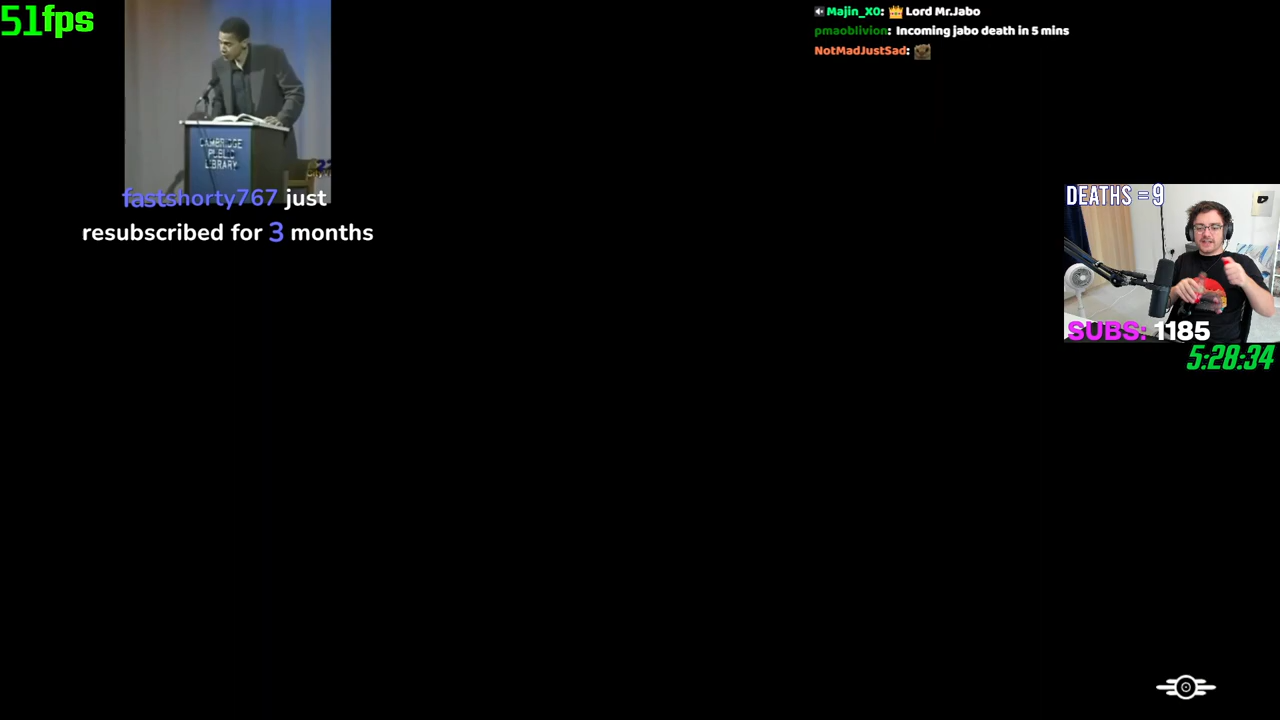 51fps
Majin_X0: Lord Mr.Jabo
pmaoblivion: Incoming jabo death in 5 mins
NotMadJustSad:
CAMBRIDGE
PUBLIC
LIBRARY
fastshorty767 just
resubscribed for 3 months
DEATHS = 9
SUBS: 1185
5:28:34